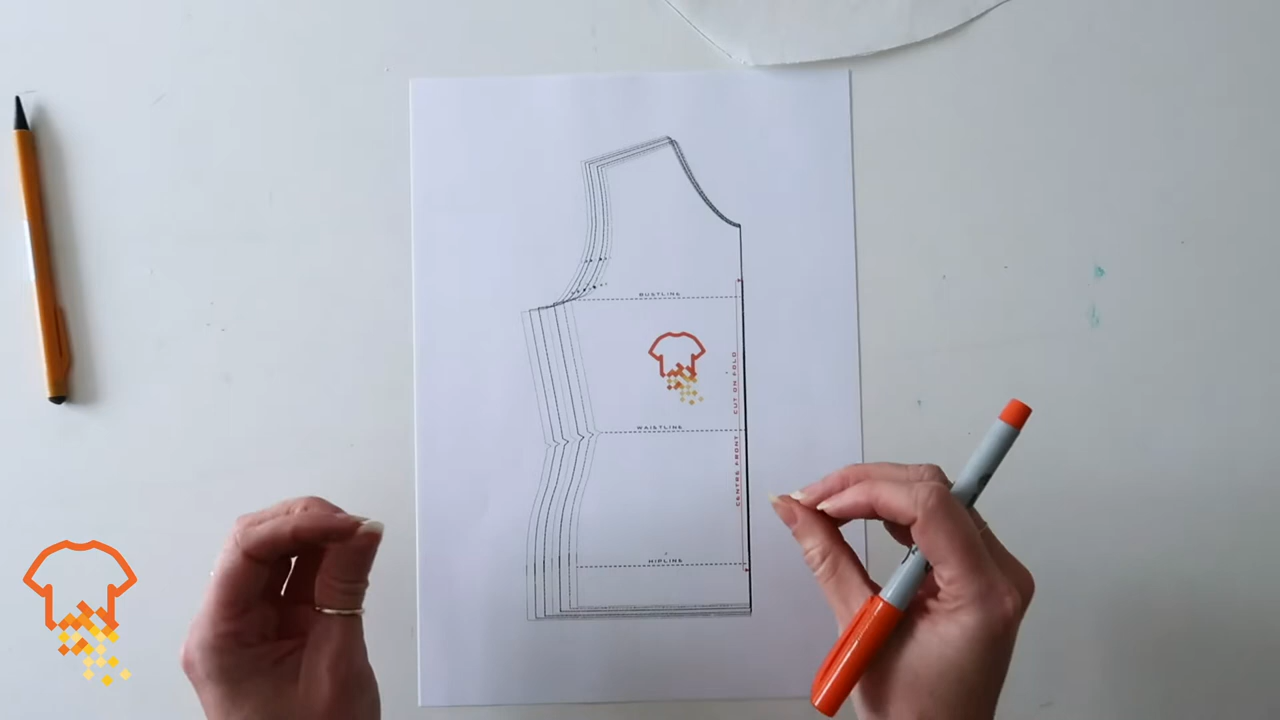 BUSTLINE
CUT ON FOLD
WAISTLINE
CENTRE FRONT
HIPLINE